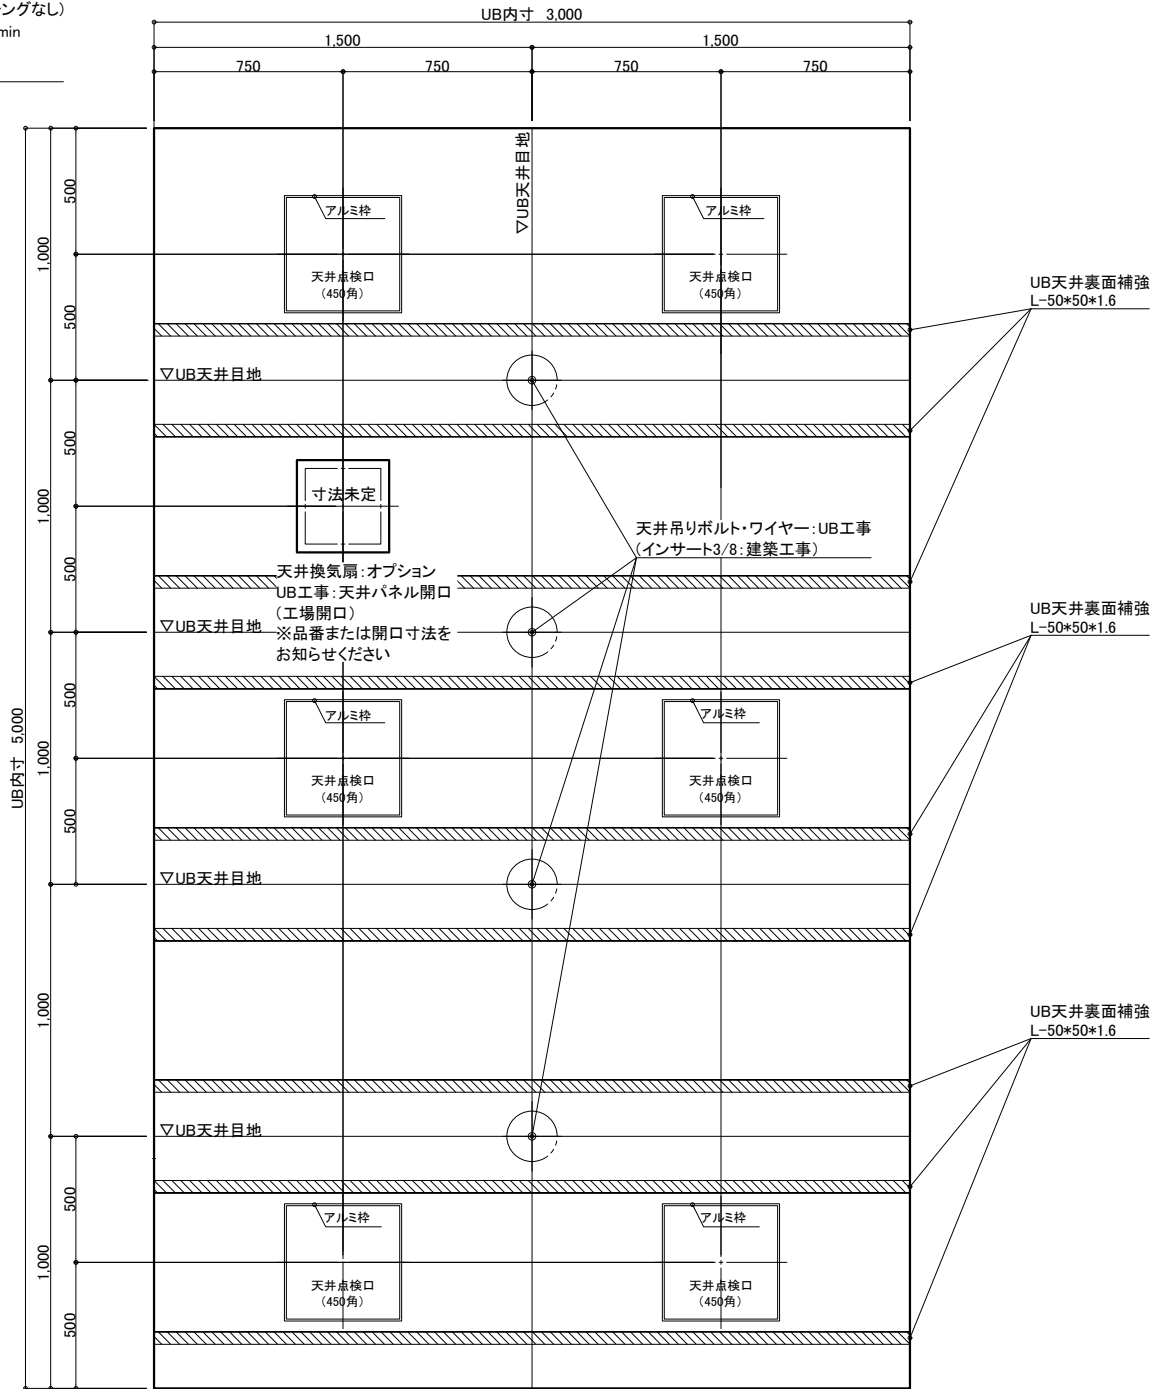 ングなし)
min
UB内寸 3,000
1,500
1,500
750
750
750
750
▽UB天井目地
500
1,000
500
アルミ枠
天井点検口
(450角)
アルミ枠
天井点検口
(450角)
UB天井裏面補強
L-50*50*1.6
▽UB天井目地
500
1,000
500
寸法未定
天井換気扇:オプション
UB工事:天井パネル開口
(工場開口)
※品番または開口寸法を
お知らせください
天井吊りボルト・ワイヤー:UB工事
(インサート3/8:建築工事)
▽UB天井目地
UB天井裏面補強
L-50*50*1.6
UB内寸 5,000
500
1,000
500
アルミ枠
天井点検口
(450角)
アルミ枠
天井点検口
(450角)
▽UB天井目地
1,000
UB天井裏面補強
L-50*50*1.6
▽UB天井目地
500
1,000
500
アルミ枠
天井点検口
(450角)
アルミ枠
天井点検口
(450角)